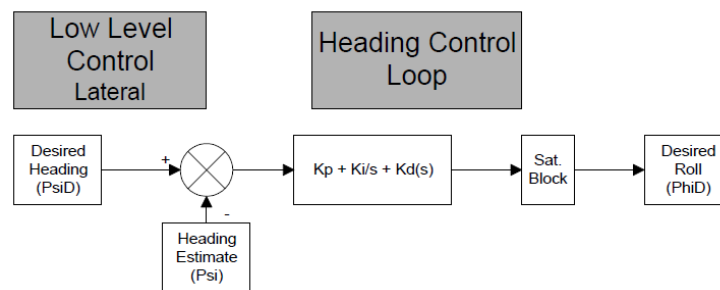 Low Level
Control
Lateral
Heading Control
Loop
Desired
Heading
(PsiD)
+
-
Heading
Estimate
(Psi)
Kp + Ki/s + Kd(s)
Sat.
Block
Desired
Roll
(PhiD)